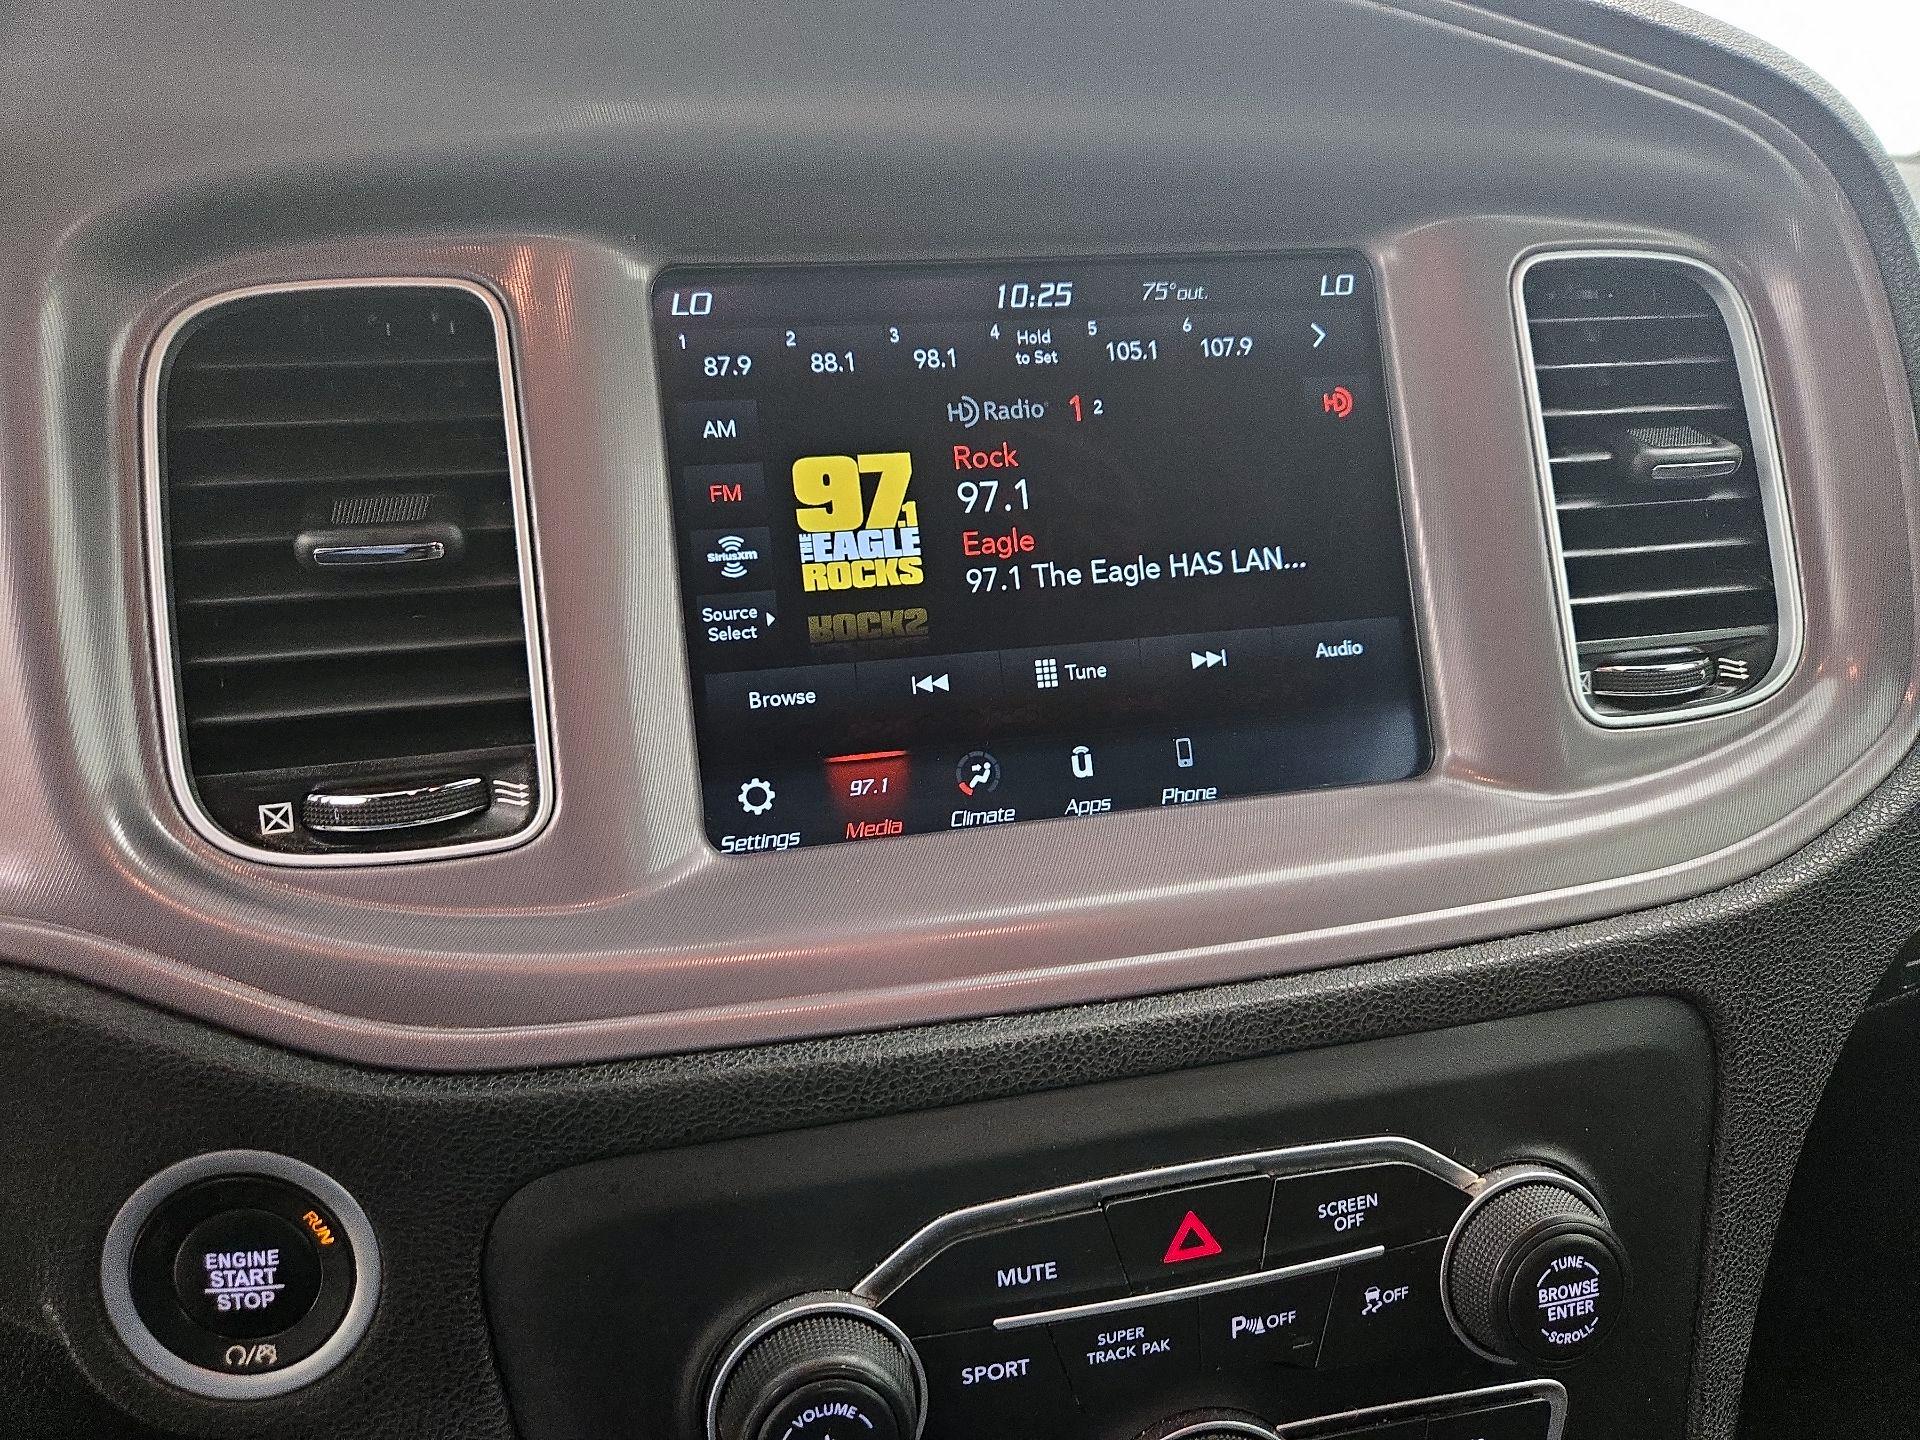 LO 10:25 75°out. LO
1 87.9 2 88.1 3 98.1 4 Hold to Set 5 105.1 6 107.9
HD Radio 1 2 HD
AM
FM
SiriusXM
Source
Select
97.1
THE EAGLE
ROCKS
Rock
97.1
Eagle
97.1 The Eagle HAS LAN...
Browse Tune Audio
97.1
Settings Media Climate Apps Phone
ENGINE
START
STOP
RUN
MUTE
SCREEN
OFF
SPORT
SUPER
TRACK PAK
P OFF
OFF
TUNE
BROWSE
ENTER
SCROLL
VOLUME